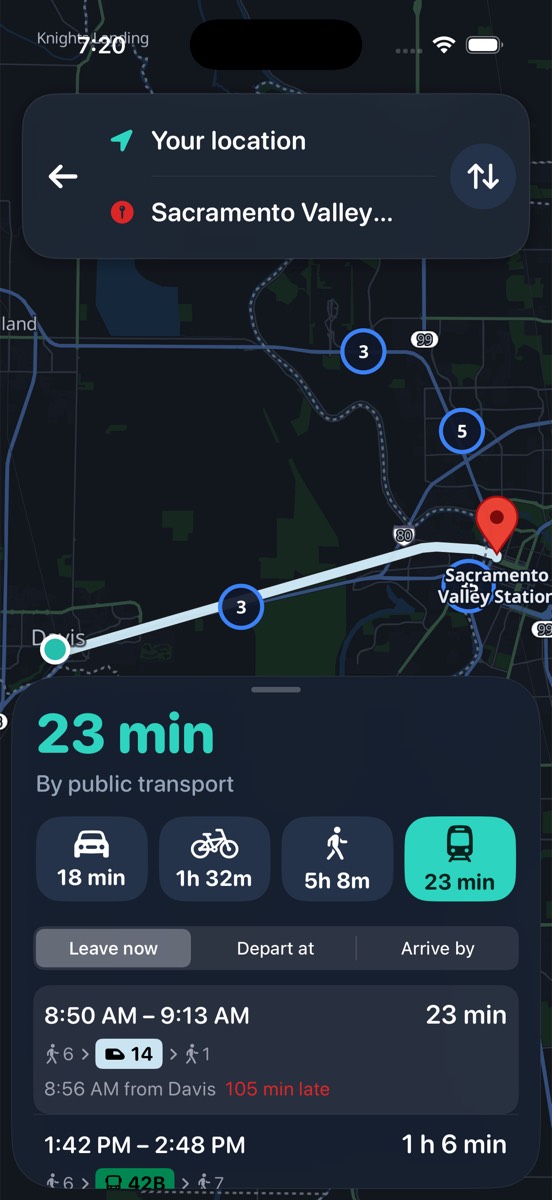 Knights Landing
7:20
Your location
Sacramento Valley...
land
99
3
5
80
Sacramento
Valley Station
3
Davis
99
23 min
By public transport
18 min
1h 32m
5h 8m
23 min
Leave now
Depart at
Arrive by
8:50 AM – 9:13 AM
23 min
6
14
1
8:56 AM from Davis 105 min late
1:42 PM – 2:48 PM
1 h 6 min
6
42B
7